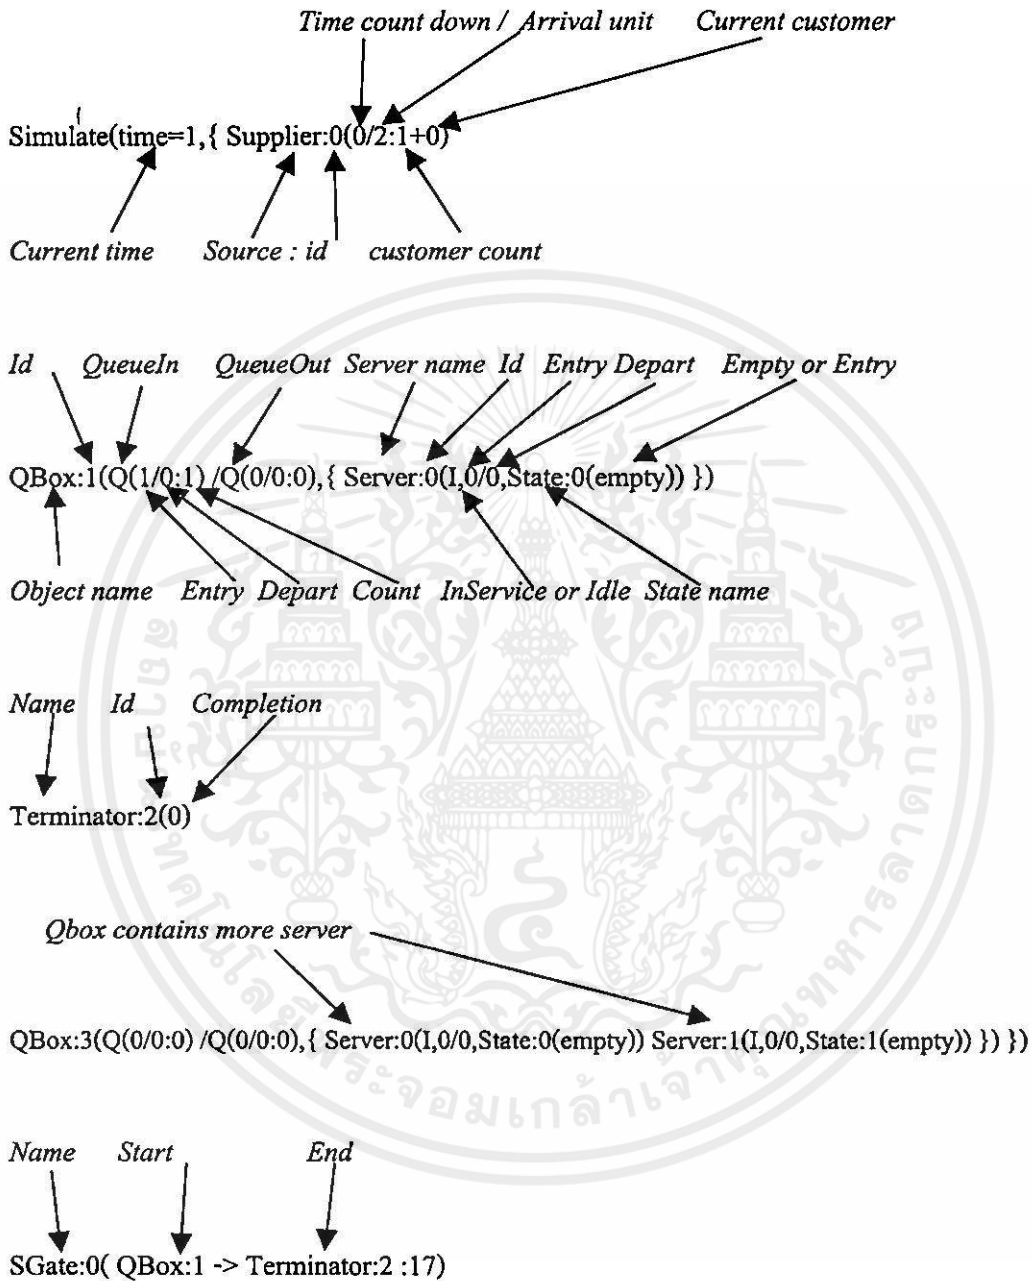 Time count down / Arrival unit Current customer
Simulate(time=1,{ Supplier:0(0/2:1+0)
Current time Source : id customer count
Id QueueIn QueueOut Server name Id Entry Depart Empty or Entry
QBox:1(Q(1/0:1) /Q(0/0:0),{ Server:0(I,0/0,State:0(empty)) })
Object name Entry Depart Count InService or Idle State name
Name Id Completion
Terminator:2(0)
Qbox contains more server
QBox:3(Q(0/0:0) /Q(0/0:0),{ Server:0(I,0/0,State:0(empty)) Server:1(I,0/0,State:1(empty)) }) })
Name Start End
SGate:0( QBox:1 -> Terminator:2 :17)